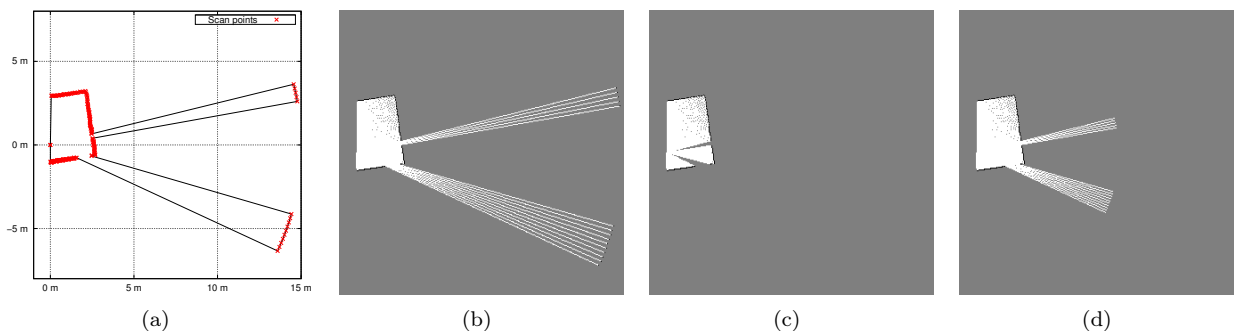 Scan points
5 m
0 m
−5 m
0 m 5 m 10 m 15 m
(a) (b) (c) (d)